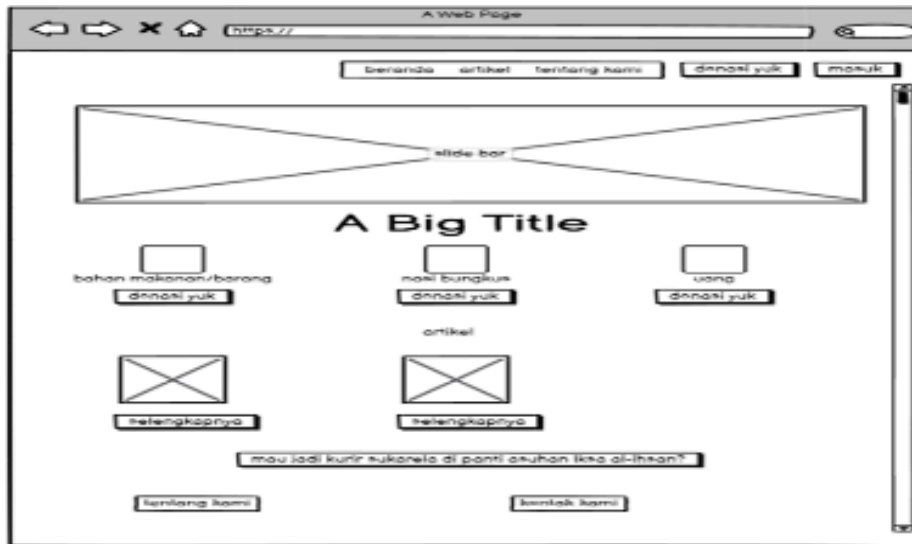 A Web Page
https://
beranda artikel tentang kami donasi yuk masuk
slide bar
A Big Title
bahan makanan/barang nasi bungkus uang
donasi yuk donasi yuk donasi yuk
artikel
selengkapnya selengkapnya
mau jadi kurir sukarela di panti asuhan lksa al-ihsan?
tentang kami kontak kami